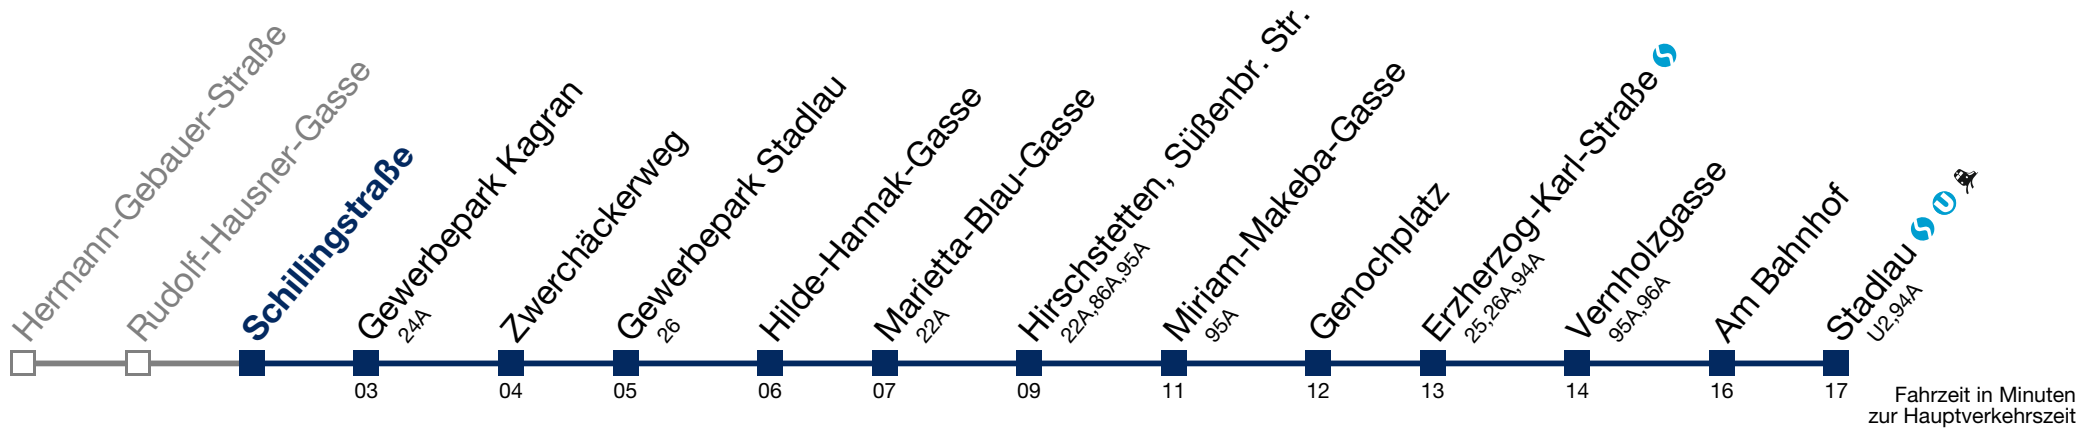 Hermann-Gebauer-Straße
Rudolf-Hausner-Gasse
Schillingstraße
Gewerbepark Kagran
24A
Zwerchäckerweg
Gewerbepark Stadlau
26
Hilde-Hannak-Gasse
Marietta-Blau-Gasse
22A
Hirschstetten, Süßenbr. Str.
22A,86A,95A
Miriam-Makeba-Gasse
95A
Genochplatz
Erzherzog-Karl-Straße S
25,26A,94A
Vernholzgasse
95A,96A
Am Bahnhof
Stadlau S U
U2,94A
03 04 05 06 07 09 11 12 13 14 16 17
Fahrzeit in Minuten
zur Hauptverkehrszeit